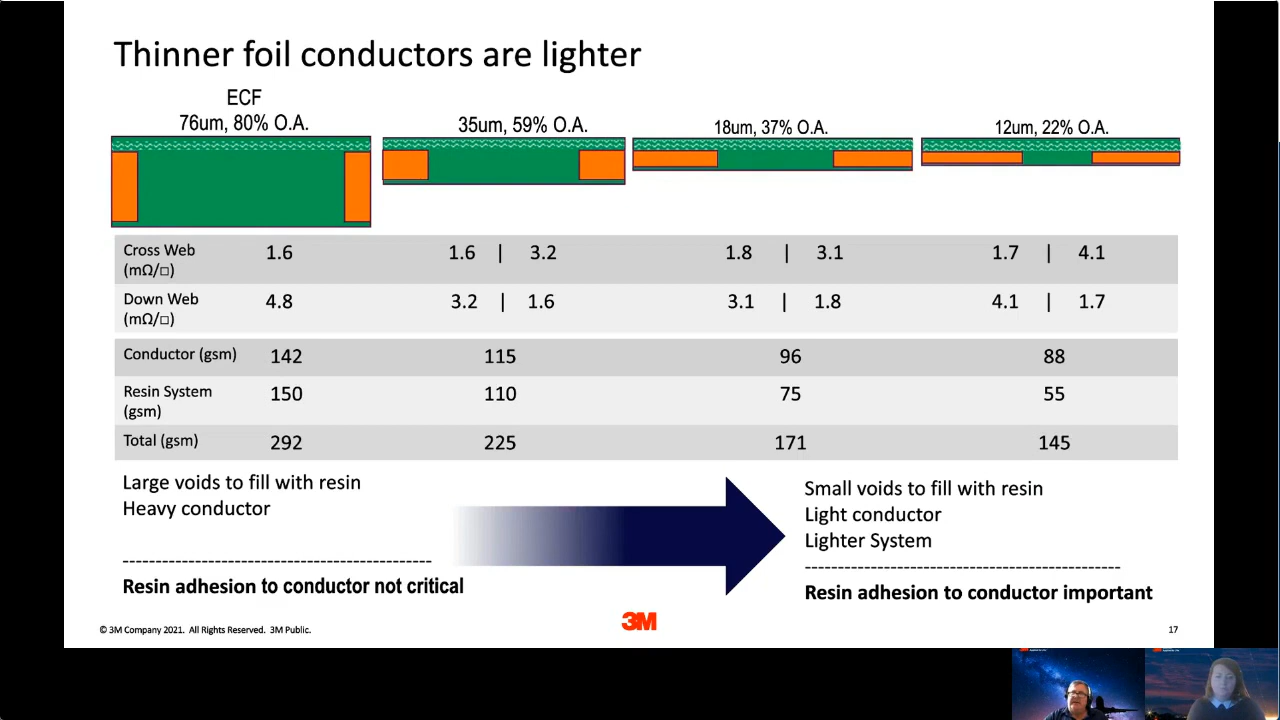 Thinner foil conductors are lighter
ECF
76um, 80% O.A.
35um, 59% O.A.
18um, 37% O.A.
12um, 22% O.A.
Cross Web (mΩ/□) 1.6 1.6 | 3.2 1.8 | 3.1 1.7 | 4.1
Down Web (mΩ/□) 4.8 3.2 | 1.6 3.1 | 1.8 4.1 | 1.7
Conductor (gsm) 142 115 96 88
Resin System (gsm) 150 110 75 55
Total (gsm) 292 225 171 145
Large voids to fill with resin
Heavy conductor
-----------------------------------------------
Resin adhesion to conductor not critical
Small voids to fill with resin
Light conductor
Lighter System
------------------------------------------------
Resin adhesion to conductor important
© 3M Company 2021. All Rights Reserved. 3M Public.
3M
17